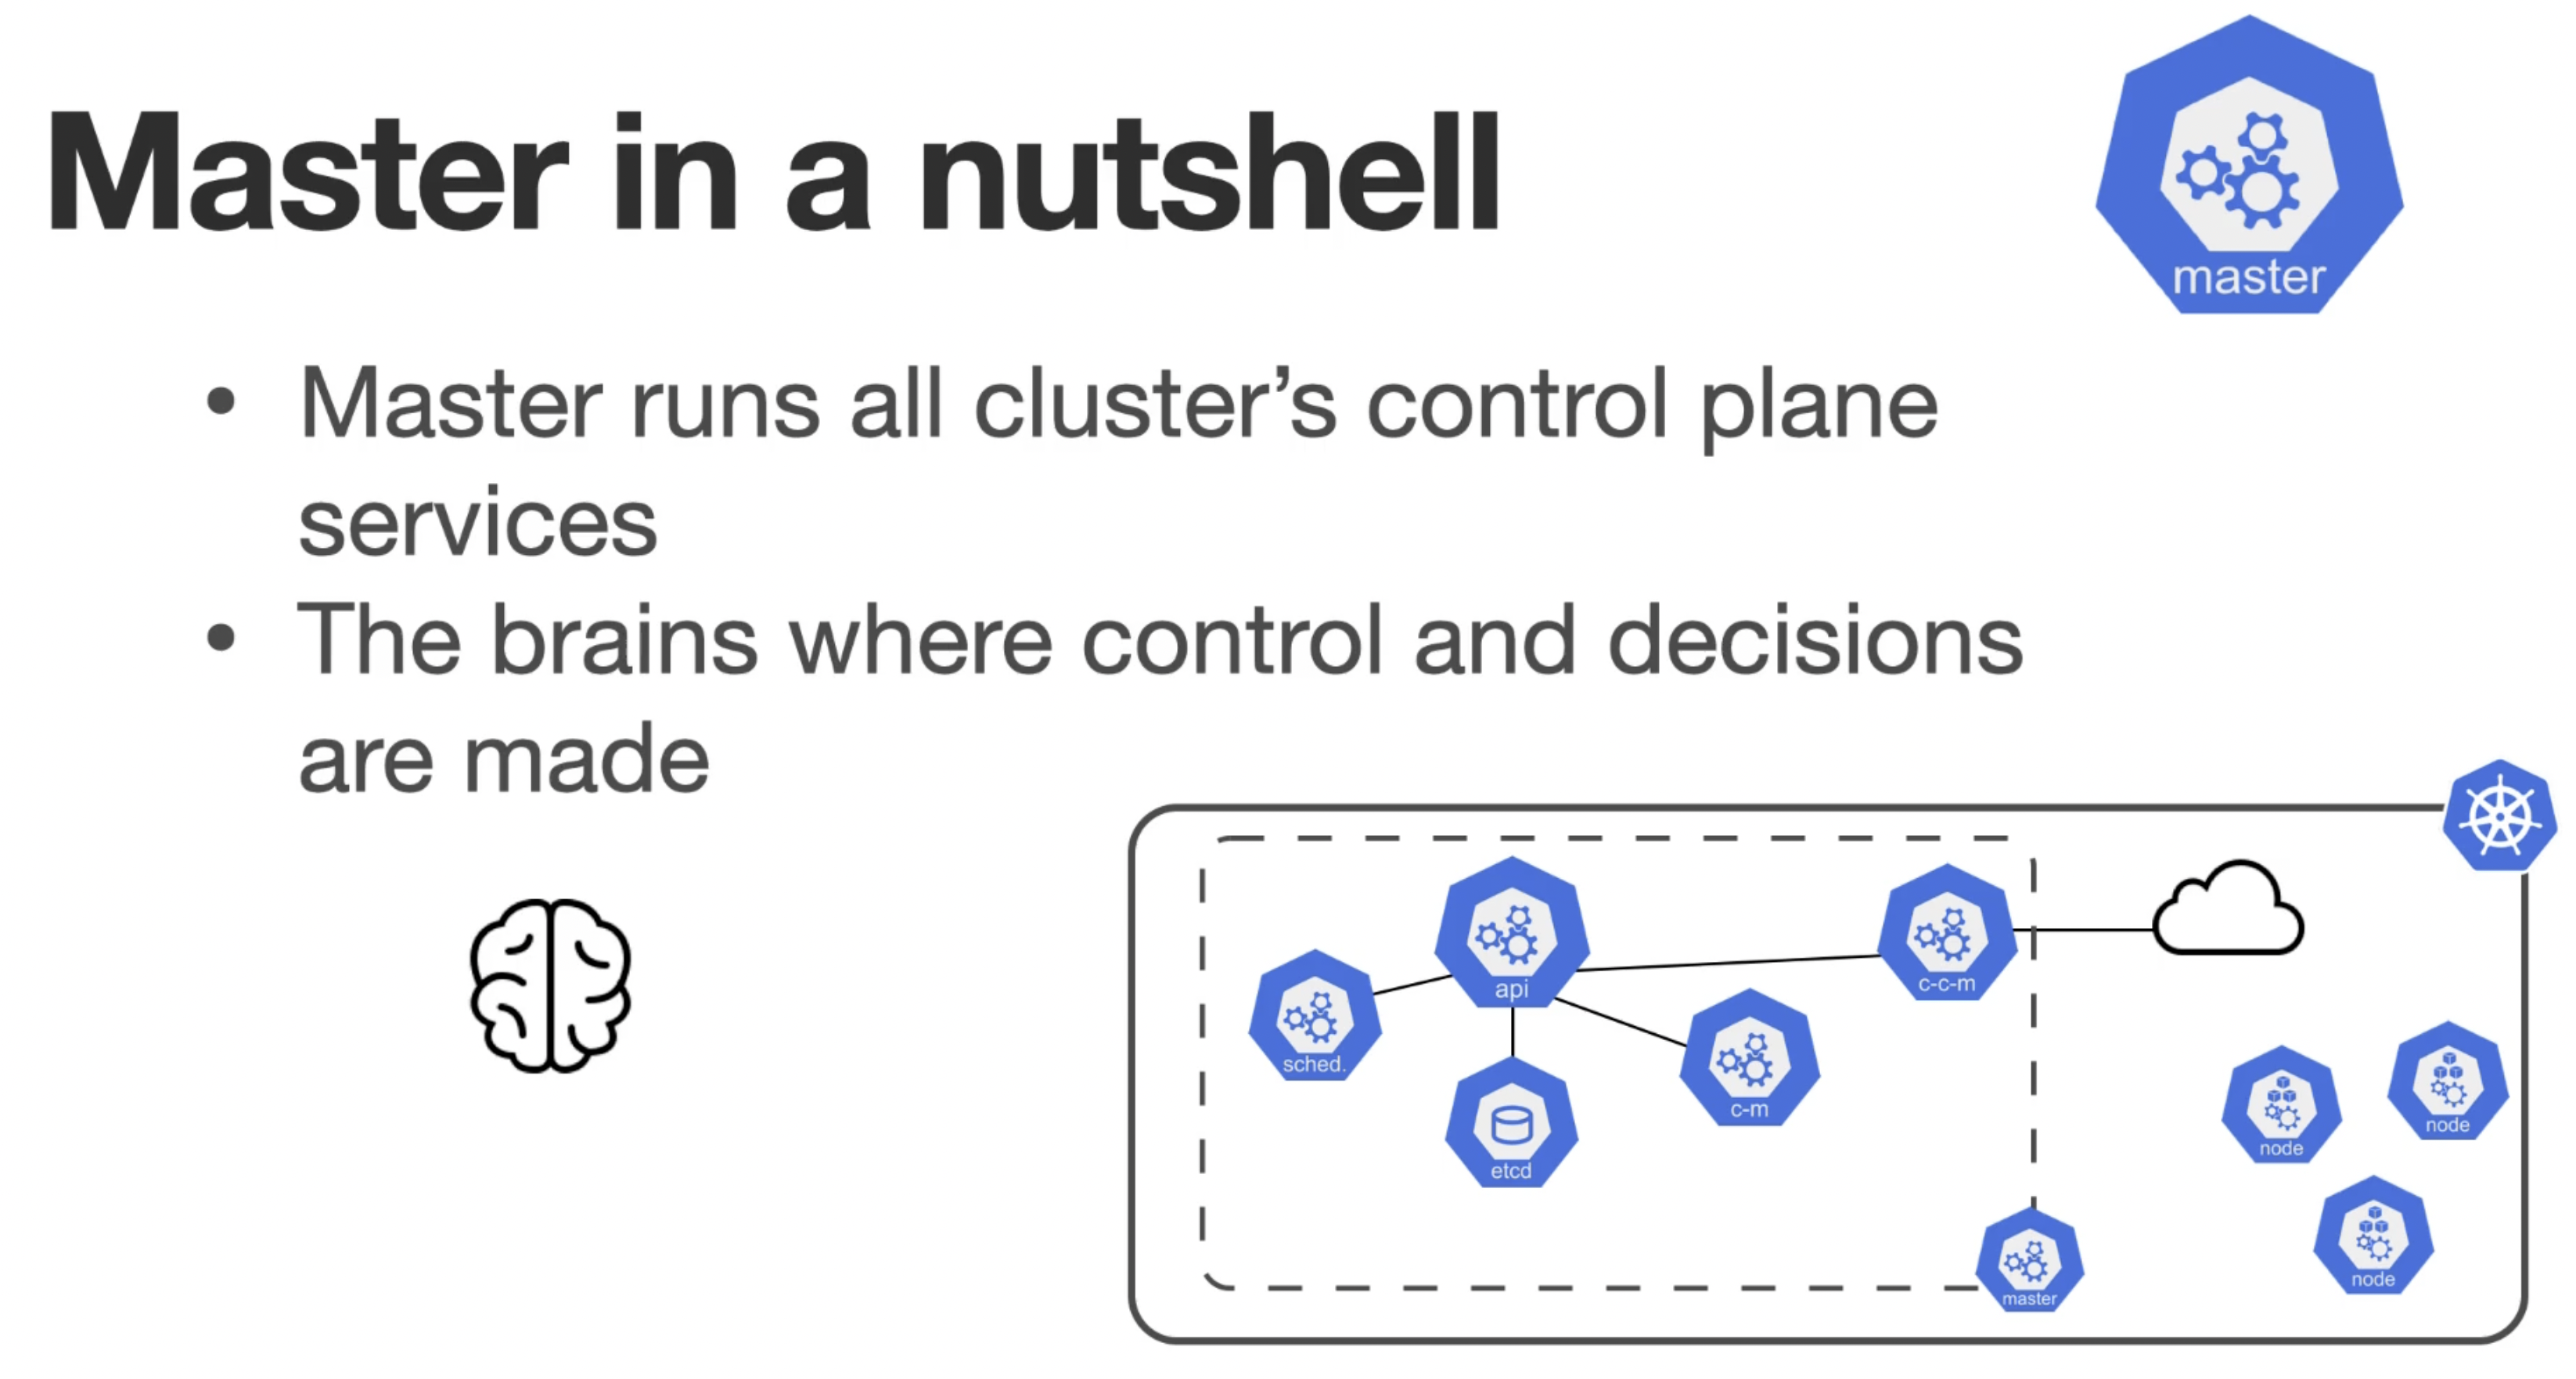 Master in a nutshell
master
• Master runs all cluster’s control plane
services
• The brains where control and decisions
are made
api
c-c-m
sched.
c-m
etcd
node
node
node
master